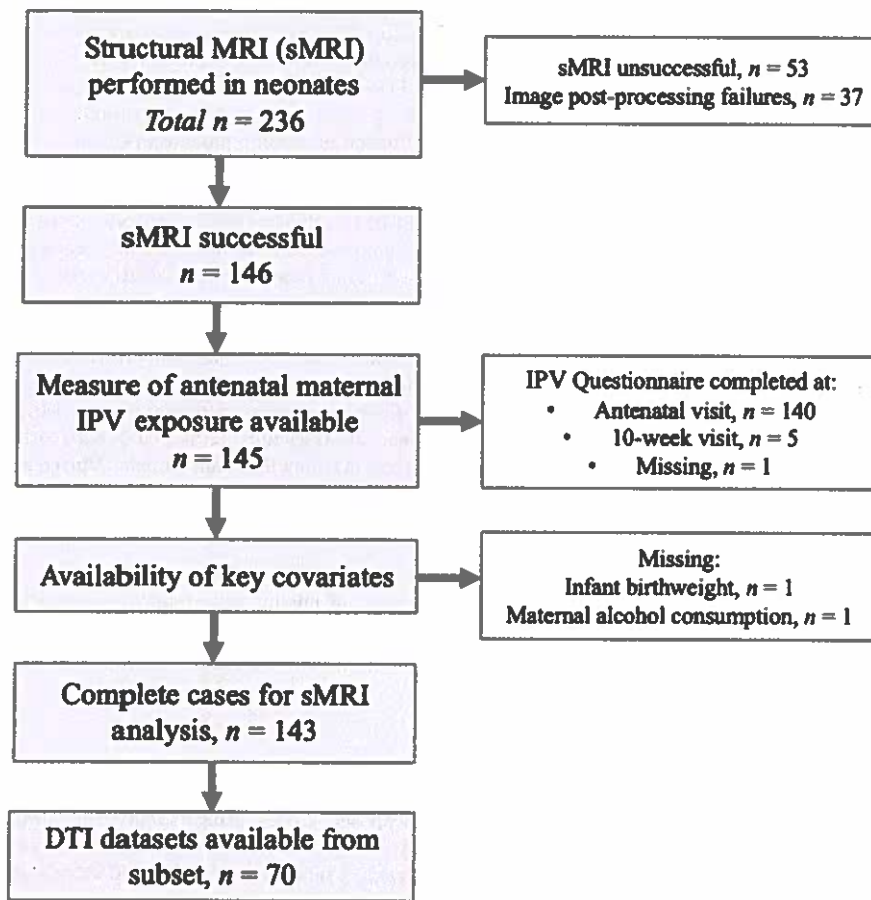 Structural MRI (sMRI)
performed in neonates
Total n = 236
sMRI unsuccessful, n = 53
Image post-processing failures, n = 37
sMRI successful
n = 146
Measure of antenatal maternal
IPV exposure available
n = 145
IPV Questionnaire completed at:
• Antenatal visit, n = 140
• 10-week visit, n = 5
• Missing, n = 1
Availability of key covariates
Missing:
Infant birthweight, n = 1
Maternal alcohol consumption, n = 1
Complete cases for sMRI
analysis, n = 143
DTI datasets available from
subset, n = 70